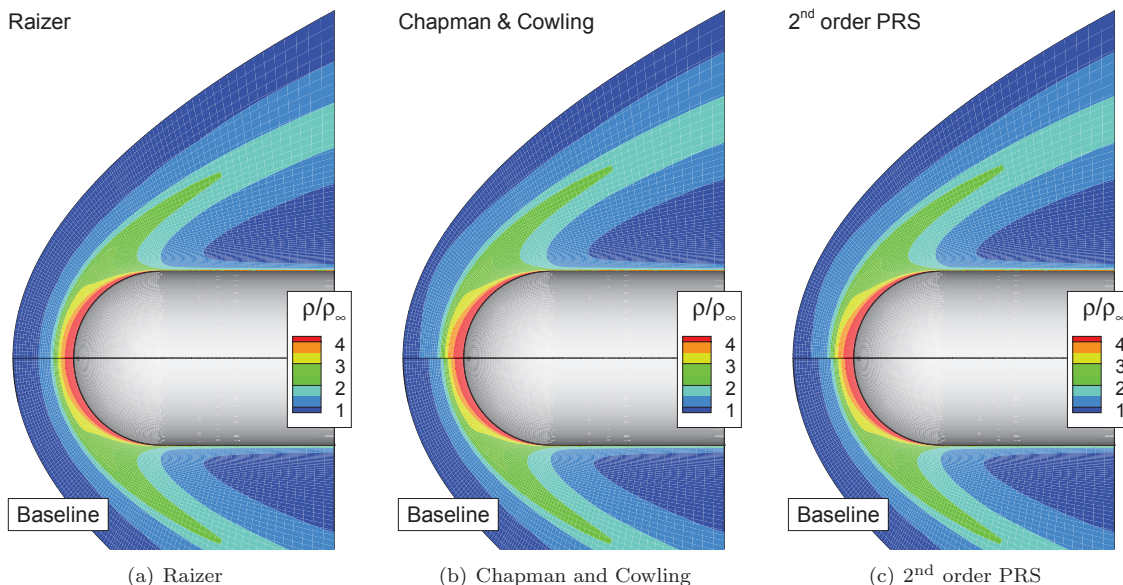 Raizer
Chapman & Cowling
2nd order PRS
ρ/ρ∞
4
3
2
1
ρ/ρ∞
4
3
2
1
ρ/ρ∞
4
3
2
1
Baseline
Baseline
Baseline
(a) Raizer
(b) Chapman and Cowling
(c) 2nd order PRS